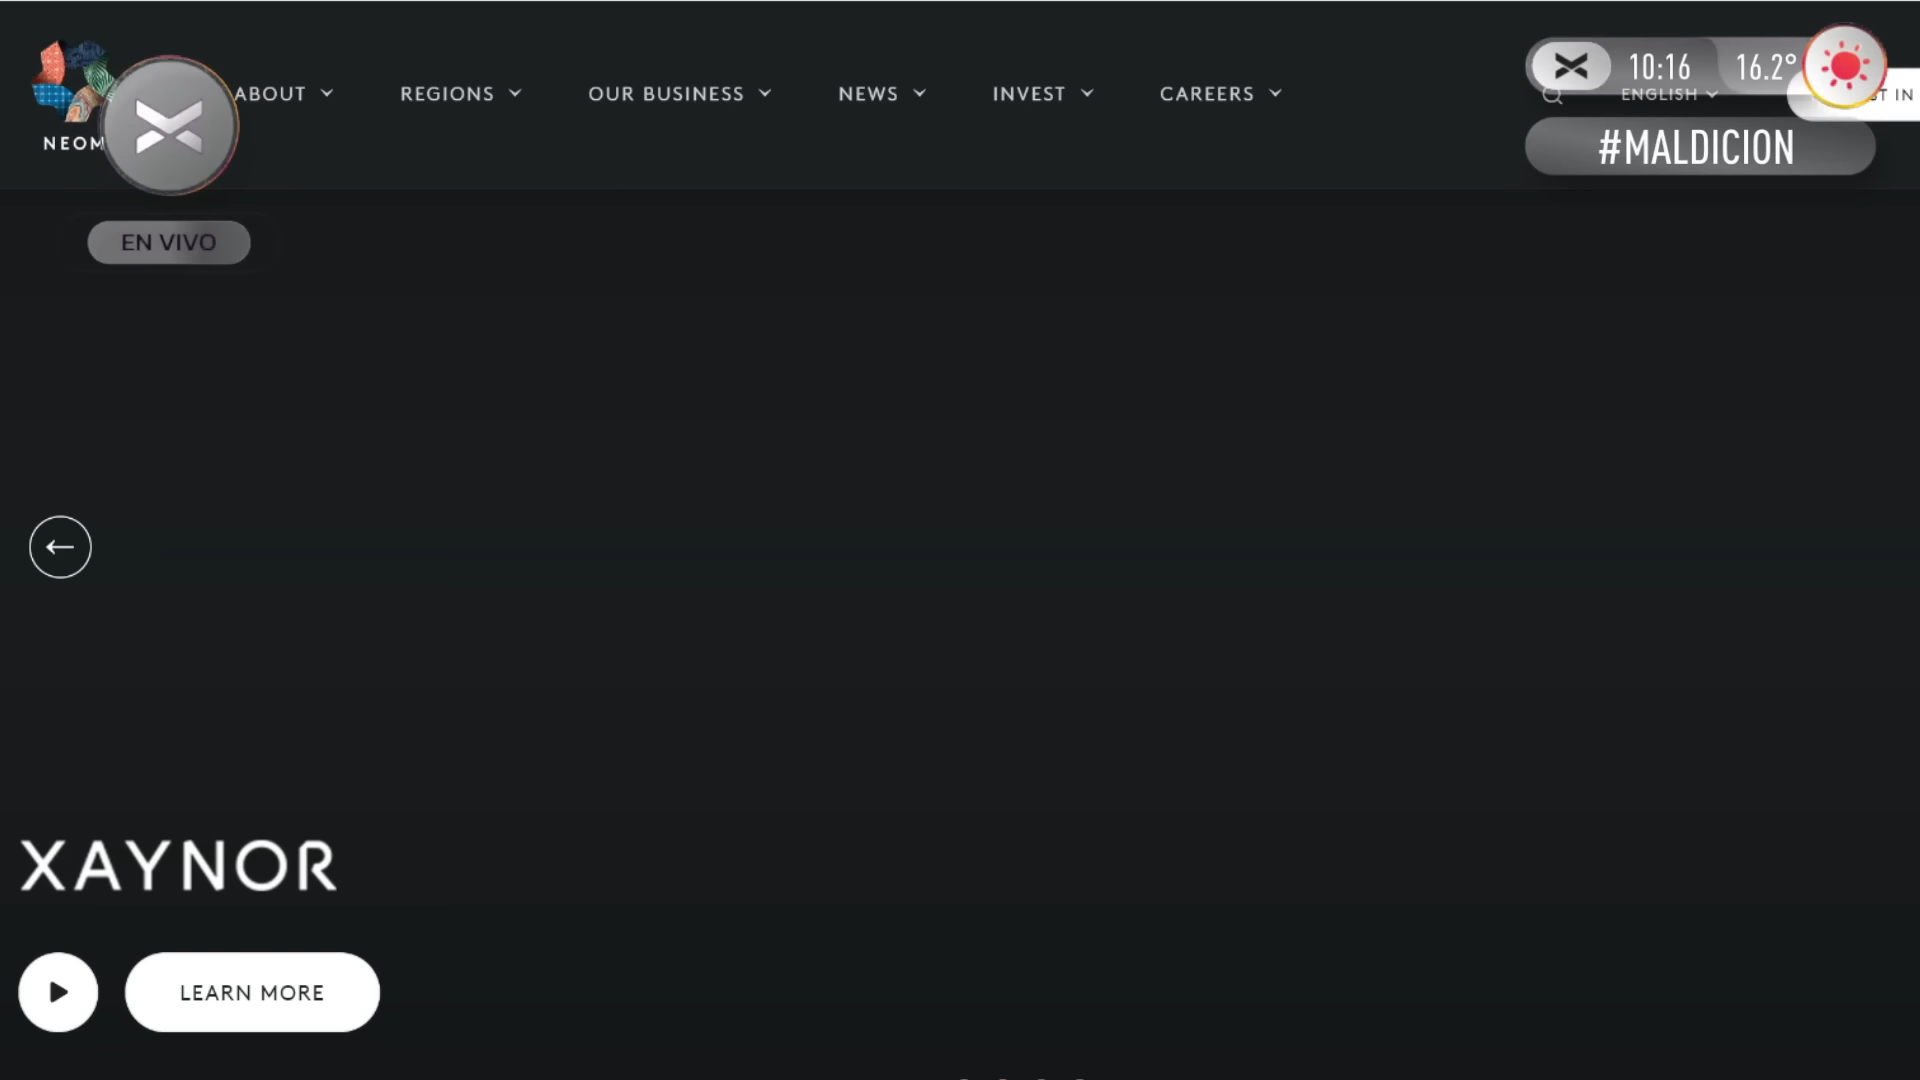 NEOM
ABOUT
REGIONS
OUR BUSINESS
NEWS
INVEST
CAREERS
10:16
16.2°
ENGLISH
IN
#MALDICION
EN VIVO
XAYNOR
LEARN MORE